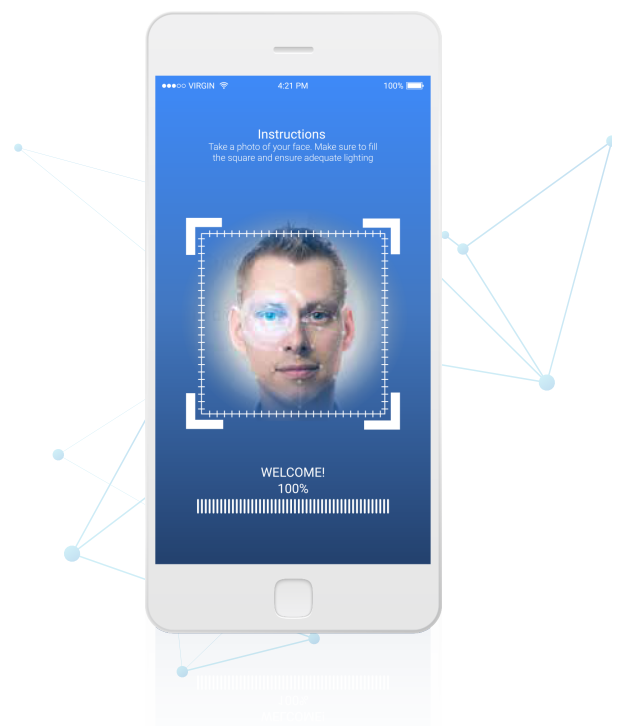 VIRGIN 4:21 PM 100%
Instructions
Take a photo of your face. Make sure to fill
the square and ensure adequate lighting
WELCOME!
100%